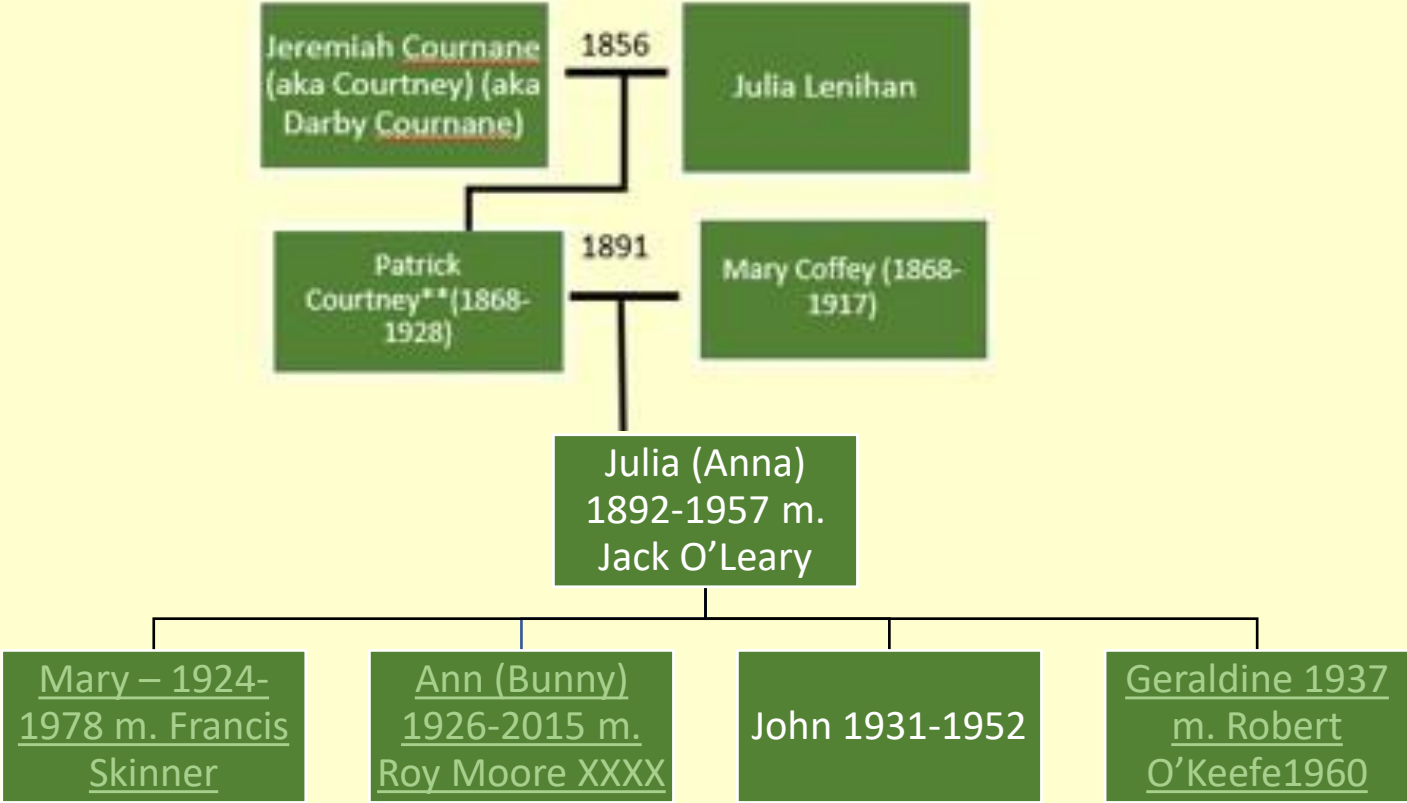 Jeremiah Cournane
(aka Courtney) (aka
Darby Cournane)
1856
Julia Lenihan
Patrick
Courtney**(1868-
1928)
1891
Mary Coffey (1868-
1917)
Julia (Anna)
1892-1957 m.
Jack O’Leary
Mary – 1924-
1978 m. Francis
Skinner
Ann (Bunny)
1926-2015 m.
Roy Moore XXXX
John 1931-1952
Geraldine 1937
m. Robert
O’Keefe1960